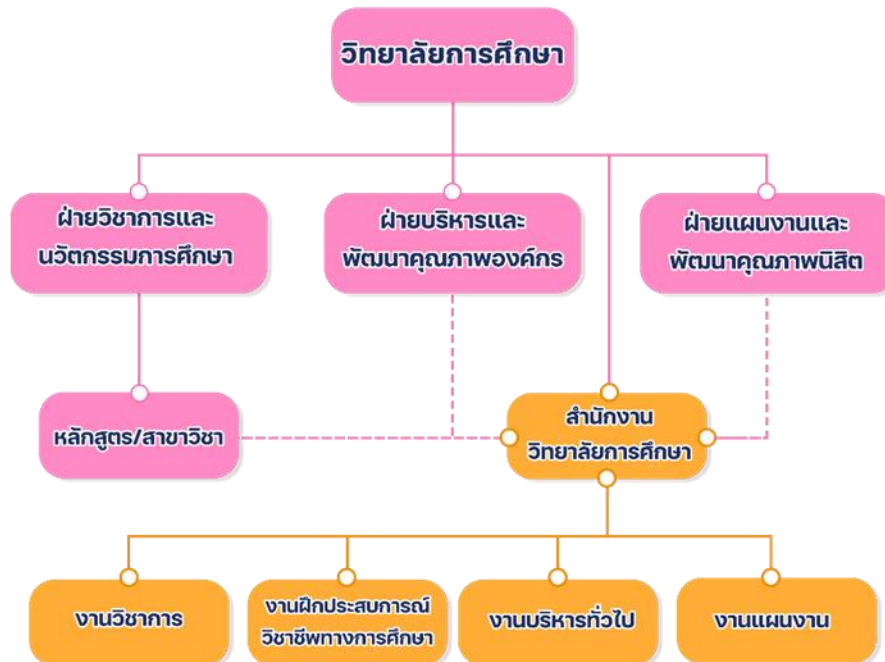 วิทยาลัยการศึกษา
ฝ่ายวิชาการและ
นวัตกรรมการศึกษา
ฝ่ายบริหารและ
พัฒนาคุณภาพองค์กร
ฝ่ายแผนงานและ
พัฒนาคุณภาพนิสิต
หลักสูตร/สาขาวิชา
สำนักงาน
วิทยาลัยการศึกษา
งานวิชาการ
งานฝึกประสบการณ์
วิชาชีพทางการศึกษา
งานบริหารทั่วไป
งานแผนงาน